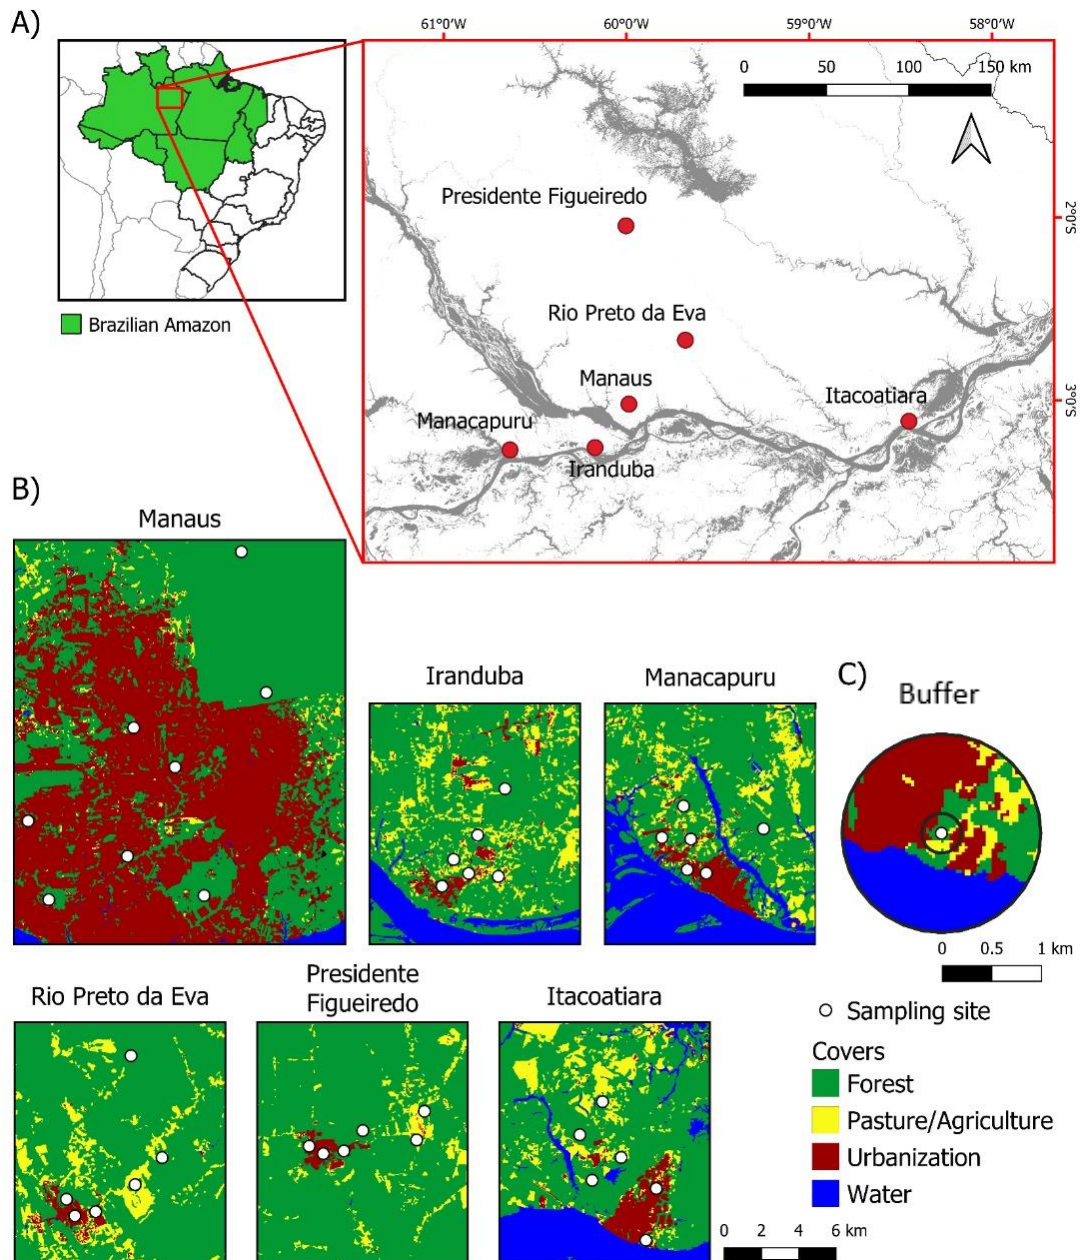 A)
61°0'W 60°0'W 59°0'W 58°0'W
0 50 100 150 km
Presidente Figueiredo
2°0'S
Rio Preto da Eva
Manaus
Itacoatiara
3°0'S
Manacapuru
Iranduba
Brazilian Amazon
B)
Manaus
Iranduba
Manacapuru
C)
Buffer
0 0.5 1 km
Rio Preto da Eva
Presidente
Figueiredo
Itacoatiara
Sampling site
Covers
Forest
Pasture/Agriculture
Urbanization
Water
0 2 4 6 km